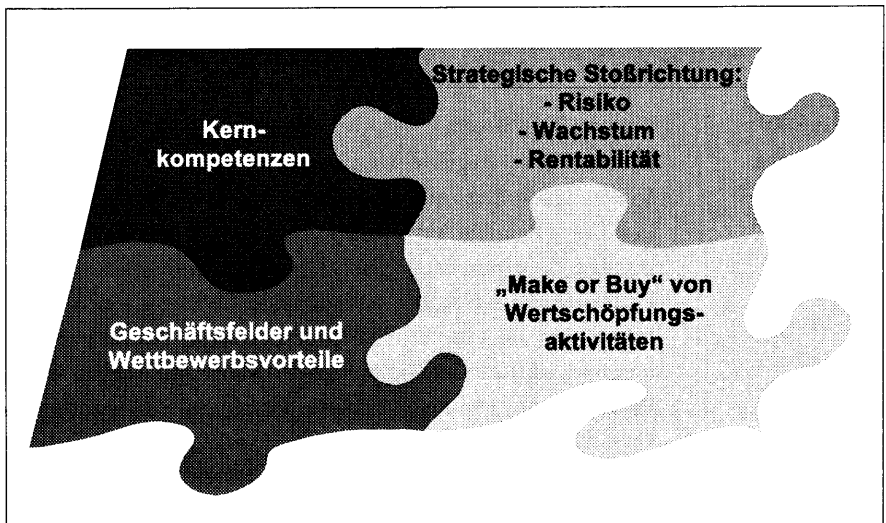 Kern-
kompetenzen
Strategische Stoßrichtung:
- Risiko
- Wachstum
- Rentabilität
Geschäftsfelder und
Wettbewerbsvorteile
„Make or Buy“ von
Wertschöpfungs-
aktivitäten